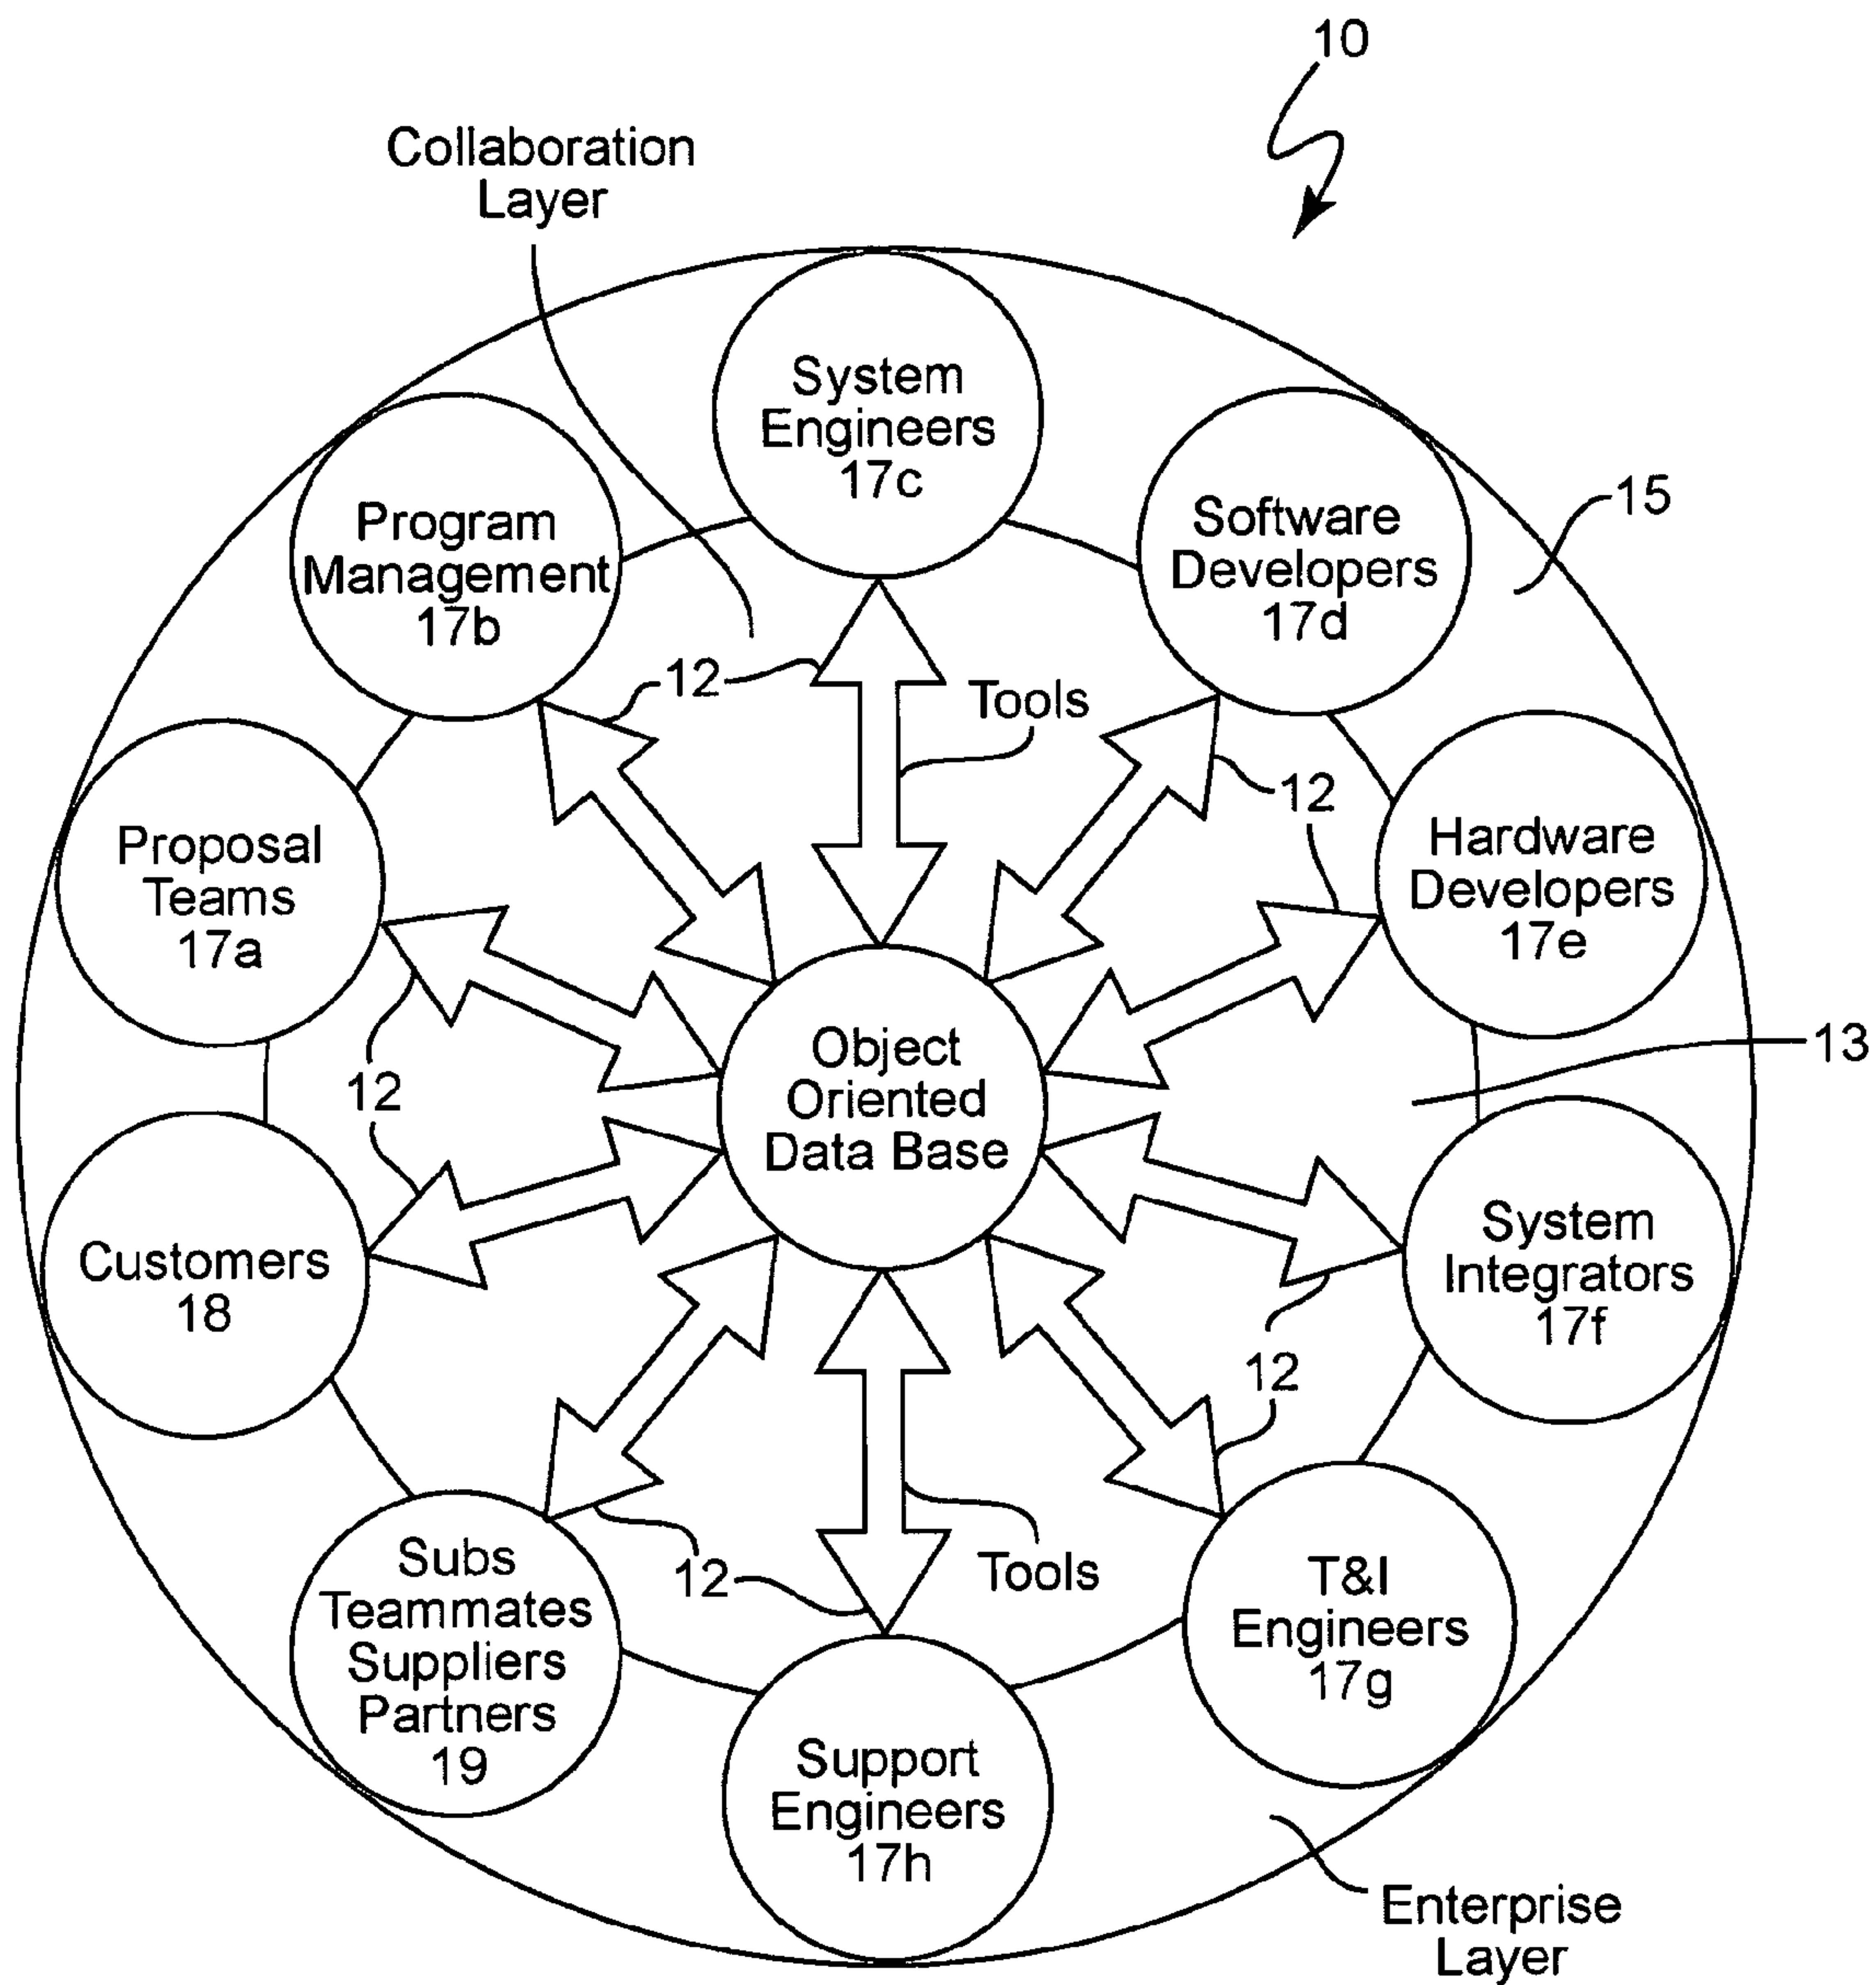 10
Collaboration
Layer
System
Engineers
17c
Program
Management
17b
Software
Developers
17d
15
12
Tools
12
Proposal
Teams
17a
Hardware
Developers
17e
13
12
Object
Oriented
Data Base
Customers
18
System
Integrators
17f
12
Subs
Teammates
Suppliers
Partners
19
12
Tools
T&I
Engineers
17g
Support
Engineers
17h
Enterprise
Layer